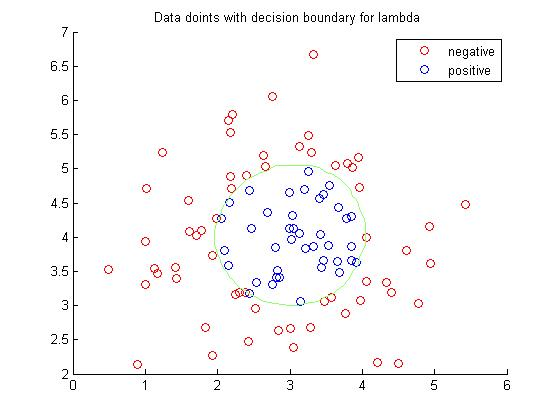 Data doints with decision boundary for lambda
7
6.5
6
5.5
5
4.5
4
3.5
3
2.5
2
0 1 2 3 4 5 6
negative
positive